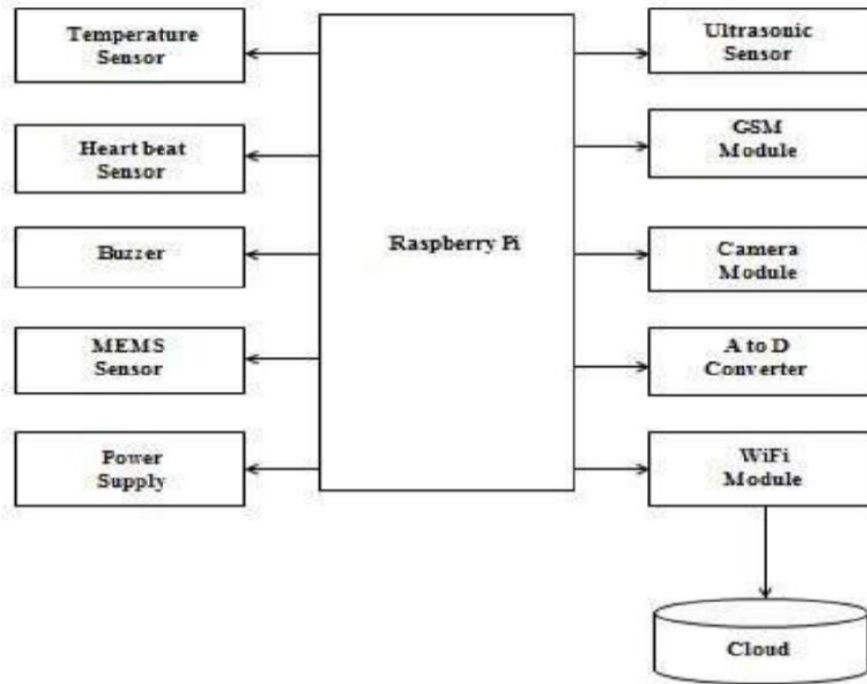 Temperature
Sensor
Heart beat
Sensor
Buzzer
MEMS
Sensor
Power
Supply
Raspberry Pi
Ultrasonic
Sensor
GSM
Module
Camera
Module
A to D
Converter
WiFi
Module
Cloud